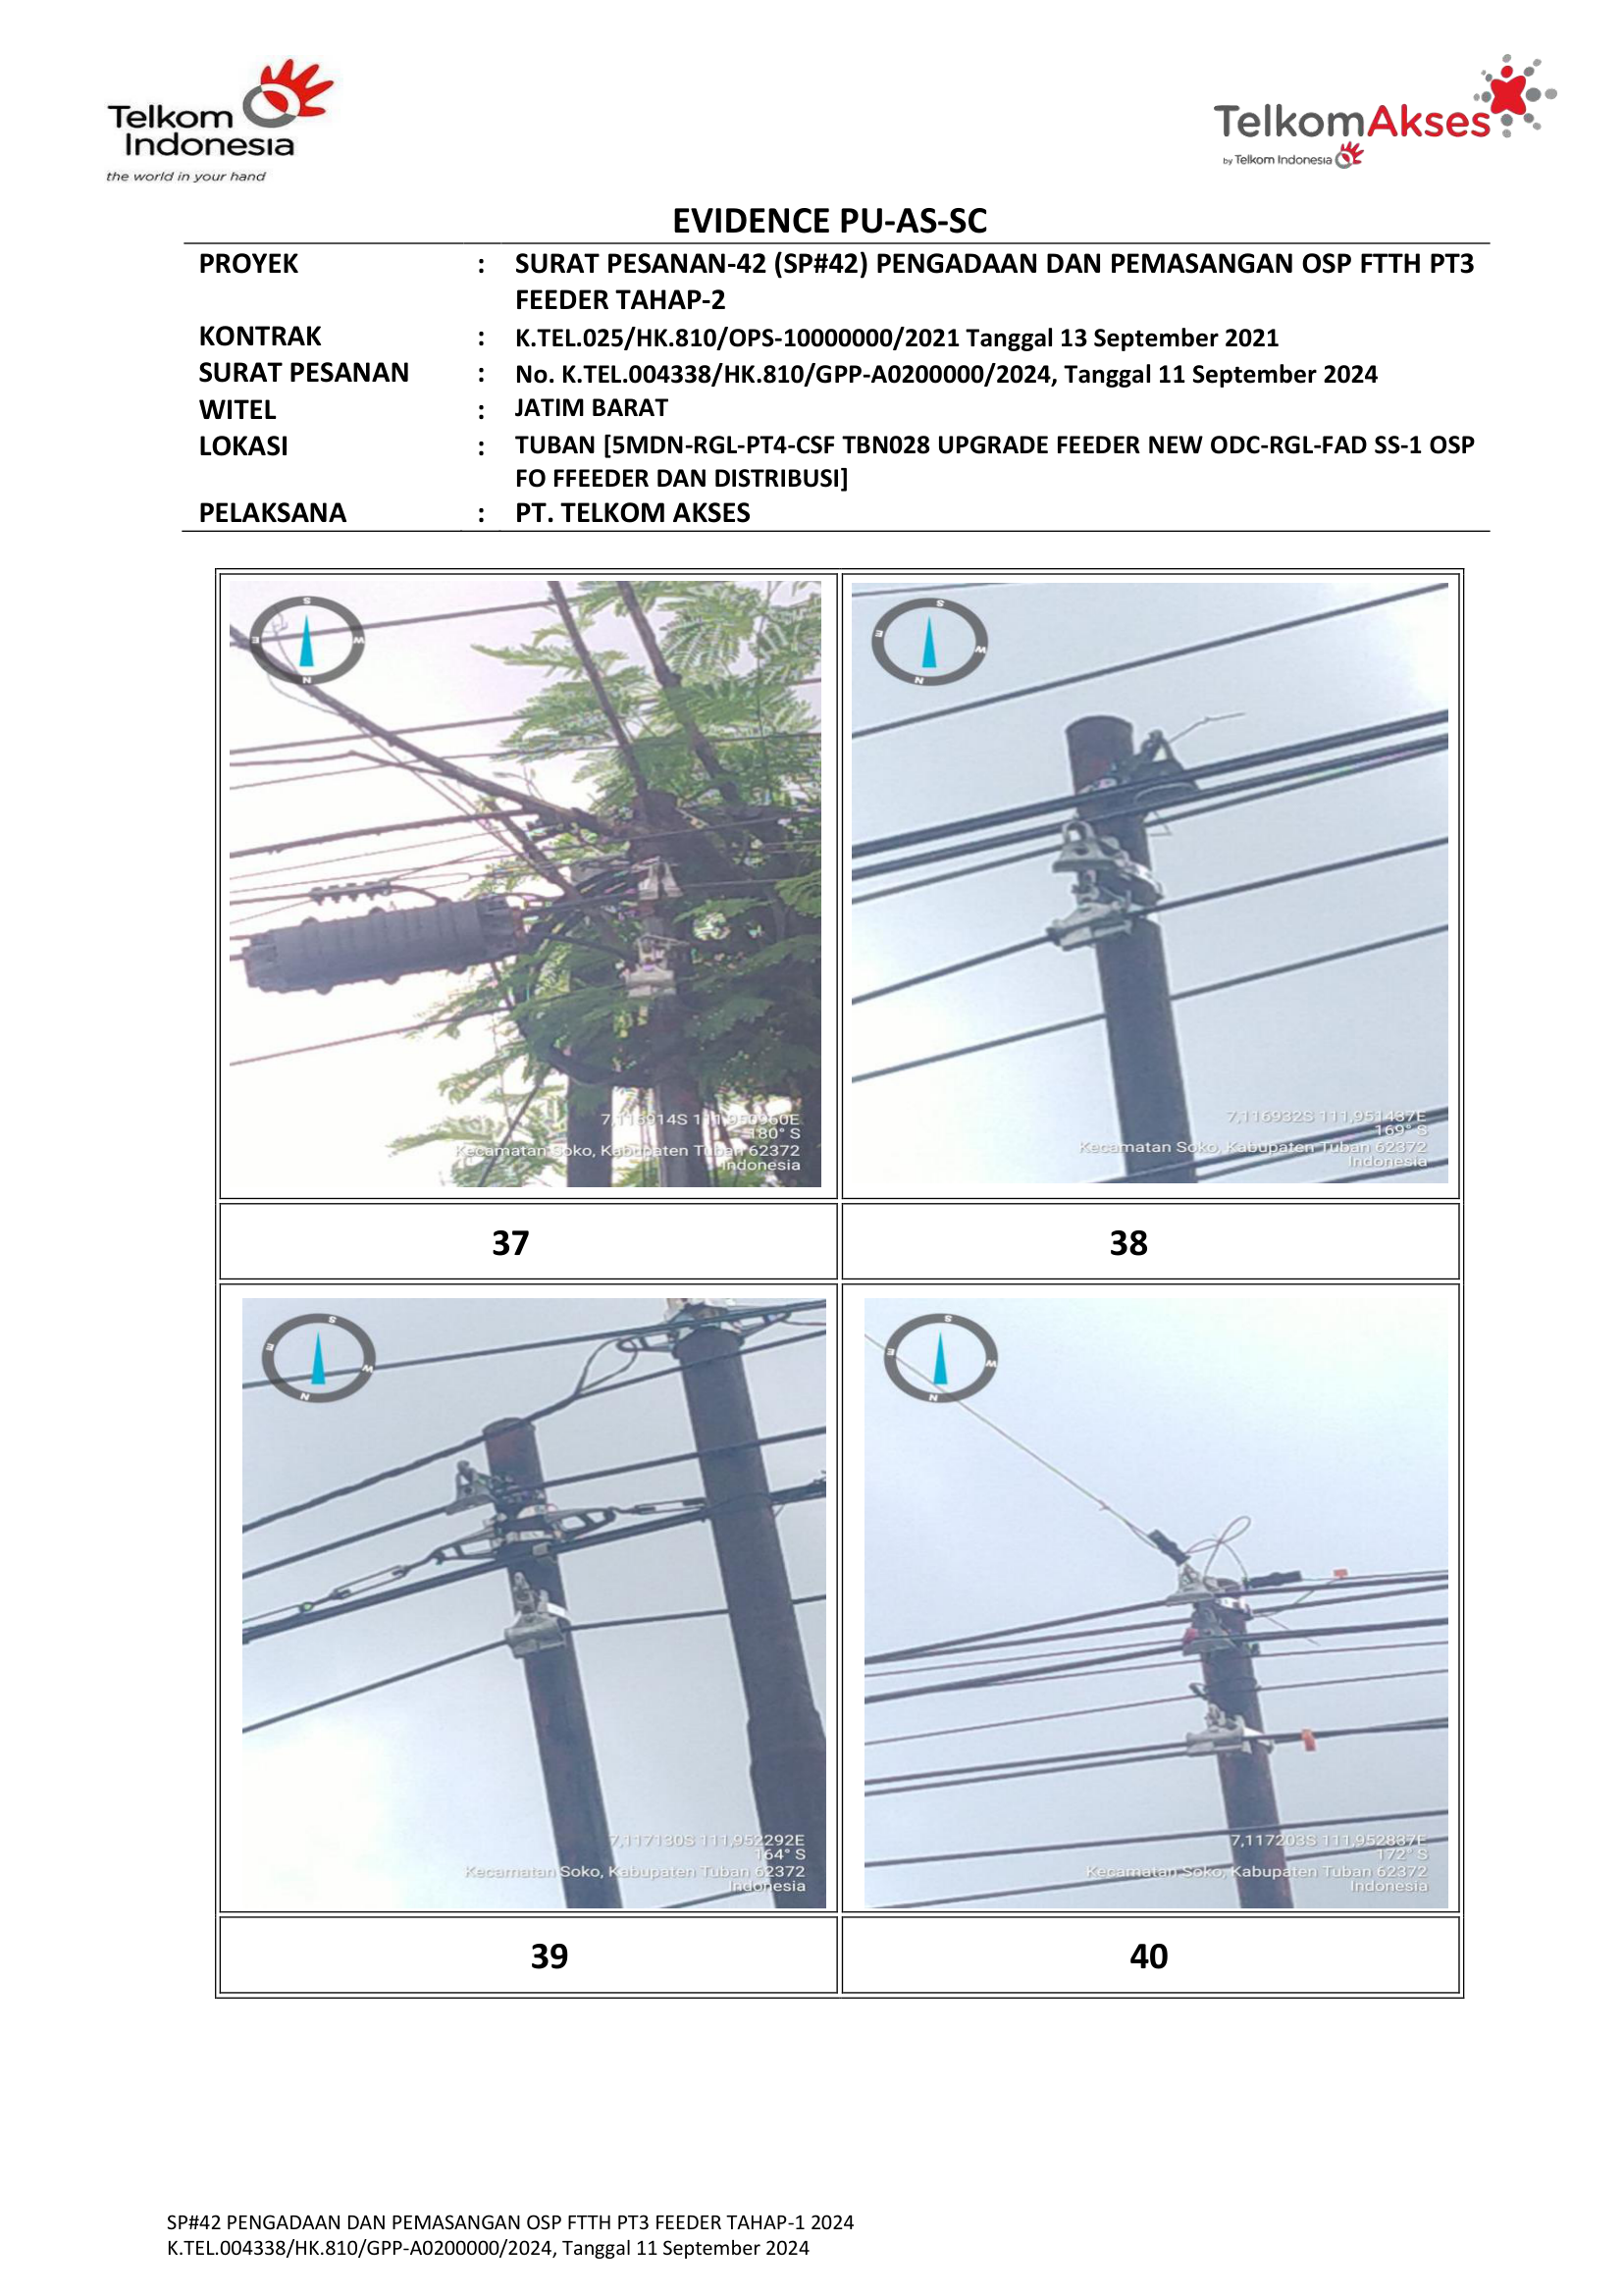 Telkom
Indonesia
the world in your hand
TelkomAkses
by Telkom Indonesia
EVIDENCE PU-AS-SC
PROYEK : SURAT PESANAN-42 (SP#42) PENGADAAN DAN PEMASANGAN OSP FTTH PT3
FEEDER TAHAP-2
KONTRAK : K.TEL.025/HK.810/OPS-10000000/2021 Tanggal 13 September 2021
SURAT PESANAN : No. K.TEL.004338/HK.810/GPP-A0200000/2024, Tanggal 11 September 2024
WITEL : JATIM BARAT
LOKASI : TUBAN [5MDN-RGL-PT4-CSF TBN028 UPGRADE FEEDER NEW ODC-RGL-FAD SS-1 OSP
FO FFEEDER DAN DISTRIBUSI]
PELAKSANA : PT. TELKOM AKSES
S
E
W
N
180° S
Kecamatan Soko, Kabupaten Tuban 62372
Indonesia
S
E
W
N
7,116932S 111,951437E
169° S
Kecamatan Soko, Kabupaten Tuban 62372
Indonesia
37
38
S
E
W
N
7,117130S 111,952292E
164° S
Kecamatan Soko, Kabupaten Tuban 62372
Indonesia
S
E
W
N
7,117203S 111,952837E
172° S
Kecamatan Soko, Kabupaten Tuban 62372
Indonesia
39
40
SP#42 PENGADAAN DAN PEMASANGAN OSP FTTH PT3 FEEDER TAHAP-1 2024
K.TEL.004338/HK.810/GPP-A0200000/2024, Tanggal 11 September 2024